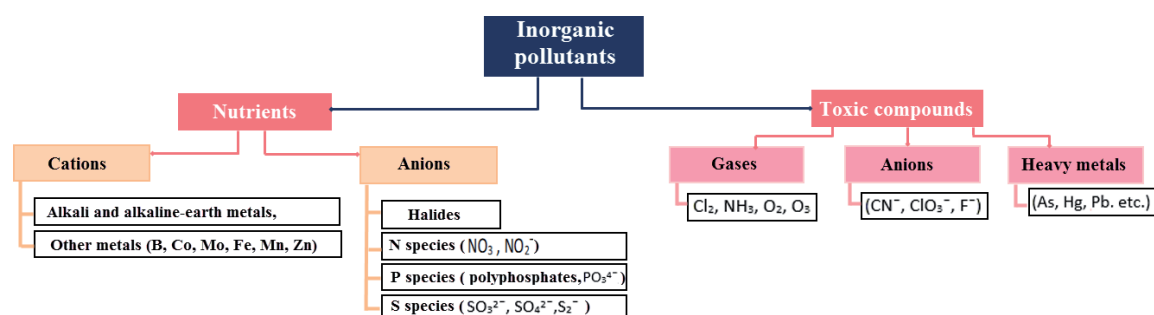 Inorganic
pollutants
Nutrients
Toxic compounds
Cations
Anions
Gases
Anions
Heavy metals
Alkali and alkaline-earth metals,
Other metals (B, Co, Mo, Fe, Mn, Zn)
Halides
N species (NO₃ , NO₂⁻)
P species ( polyphosphates,PO₃⁴⁻)
S species (SO₃²⁻, SO₄²⁻,S₂⁻ )
Cl₂, NH₃, O₂, O₃
(CN⁻, ClO₃⁻, F⁻)
(As, Hg, Pb. etc.)